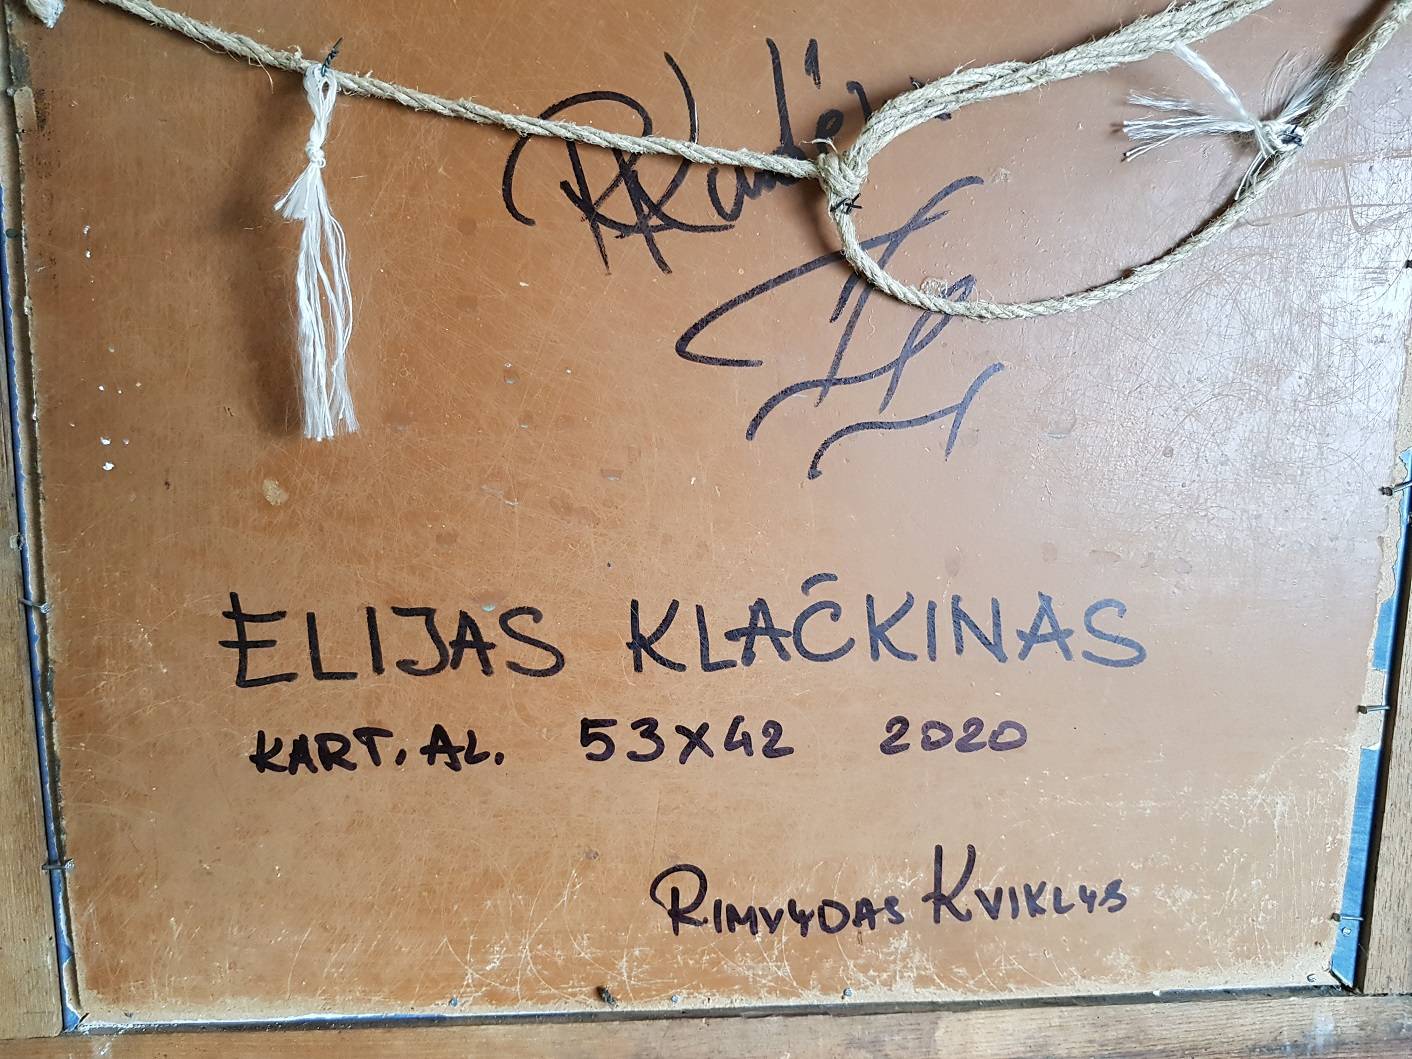 ELIJAS KLAČKINAS
KART. AL. 53X42 2020
RIMVYDAS KVIKLYS